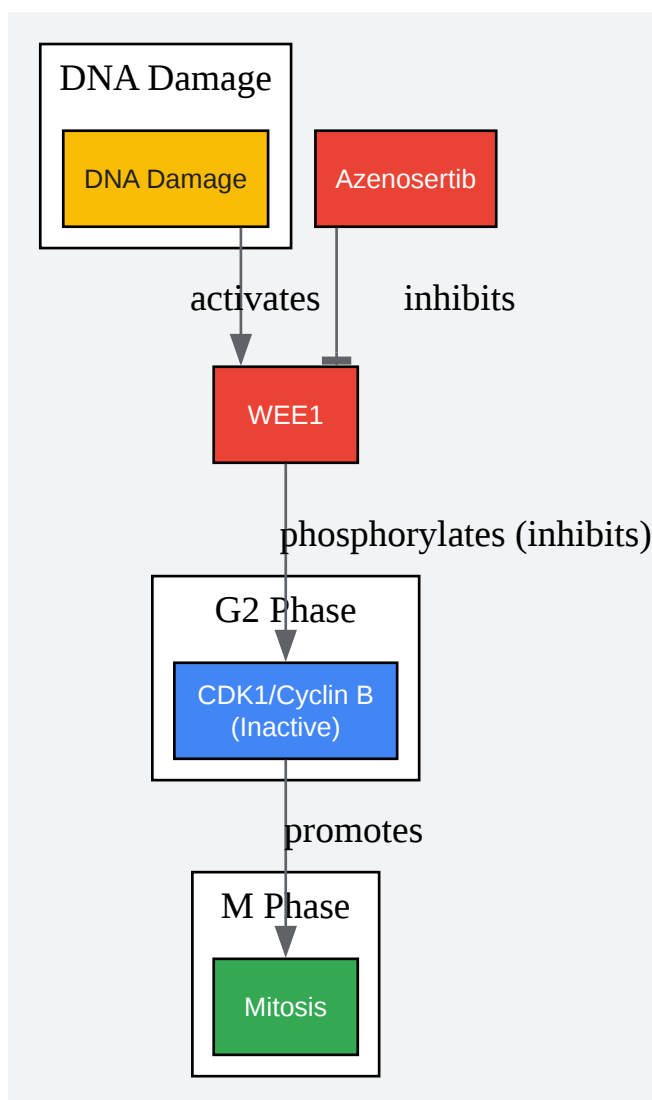 DNA Damage
DNA Damage
Azenosertib
activates
inhibits
WEE1
phosphorylates (inhibits)
G2 Phase
CDK1/Cyclin B
(Inactive)
promotes
M Phase
Mitosis